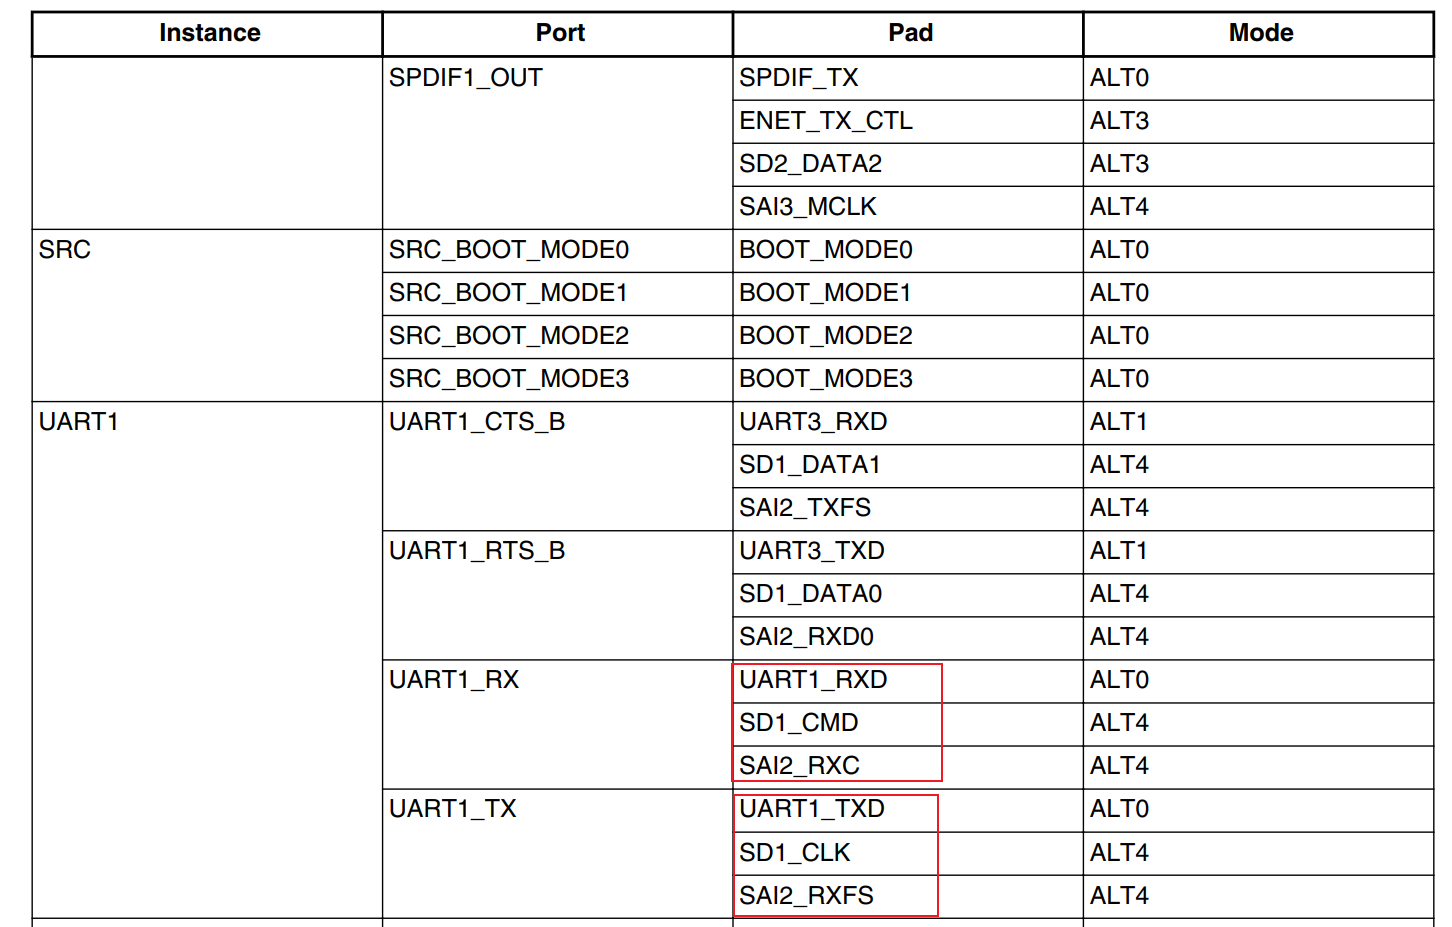 Instance Port Pad Mode
SPDIF1_OUT SPDIF_TX ALT0
ENET_TX_CTL ALT3
SD2_DATA2 ALT3
SAI3_MCLK ALT4
SRC SRC_BOOT_MODE0 BOOT_MODE0 ALT0
SRC_BOOT_MODE1 BOOT_MODE1 ALT0
SRC_BOOT_MODE2 BOOT_MODE2 ALT0
SRC_BOOT_MODE3 BOOT_MODE3 ALT0
UART1 UART1_CTS_B UART3_RXD ALT1
SD1_DATA1 ALT4
SAI2_TXFS ALT4
UART1_RTS_B UART3_TXD ALT1
SD1_DATA0 ALT4
SAI2_RXD0 ALT4
UART1_RX UART1_RXD ALT0
SD1_CMD ALT4
SAI2_RXC ALT4
UART1_TX UART1_TXD ALT0
SD1_CLK ALT4
SAI2_RXFS ALT4